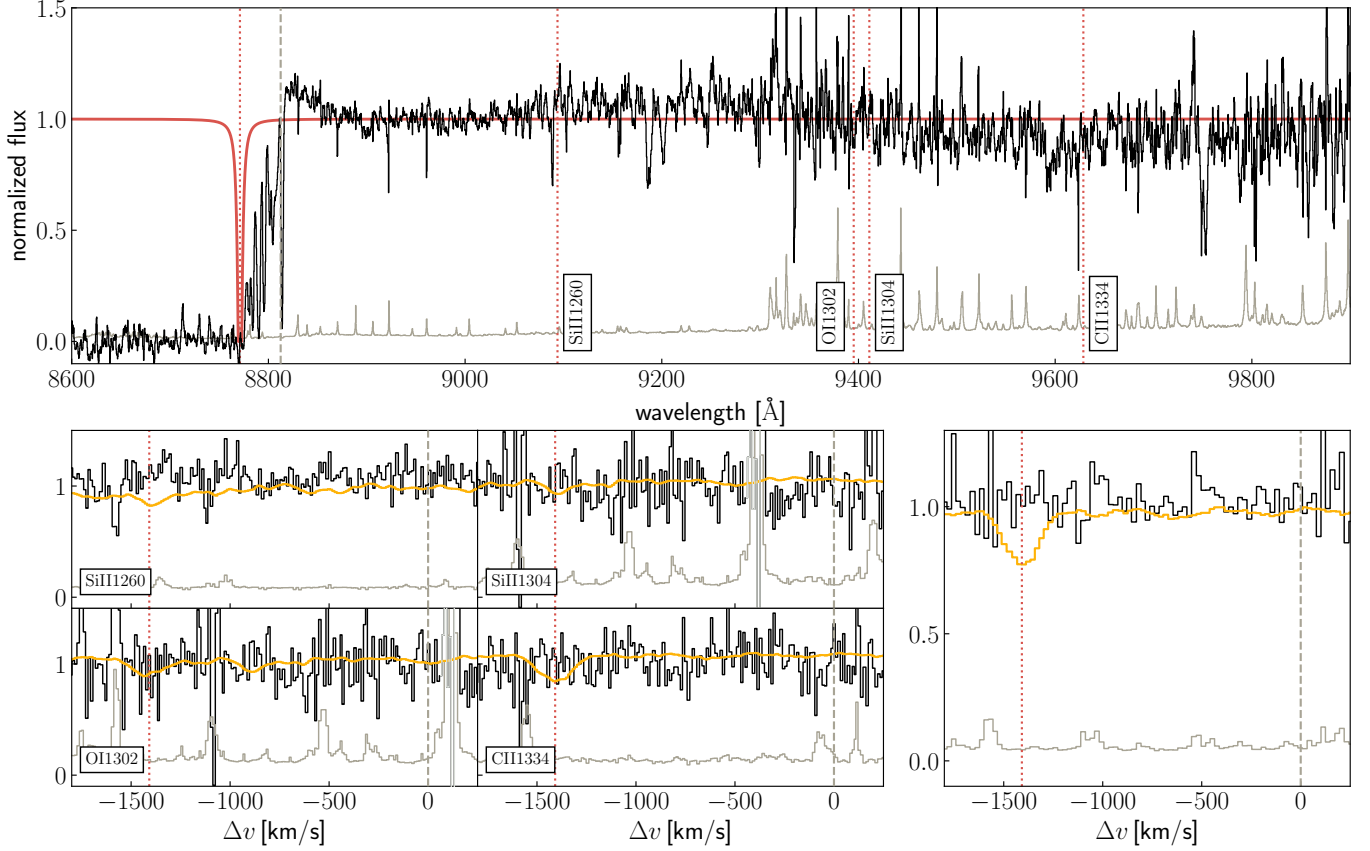 1.5
1.0
0.5
0.0
normalized flux
SiII1260
OI1302
SiII1304
CII1334
8600 8800 9000 9200 9400 9600 9800
wavelength [Å]
1
0
SiII1260
SiII1304
1
0
OI1302
CII1334
−1500 −1000 −500 0
Δv [km/s]
−1500 −1000 −500 0
Δv [km/s]
1.0
0.5
0.0
−1500 −1000 −500 0
Δv [km/s]